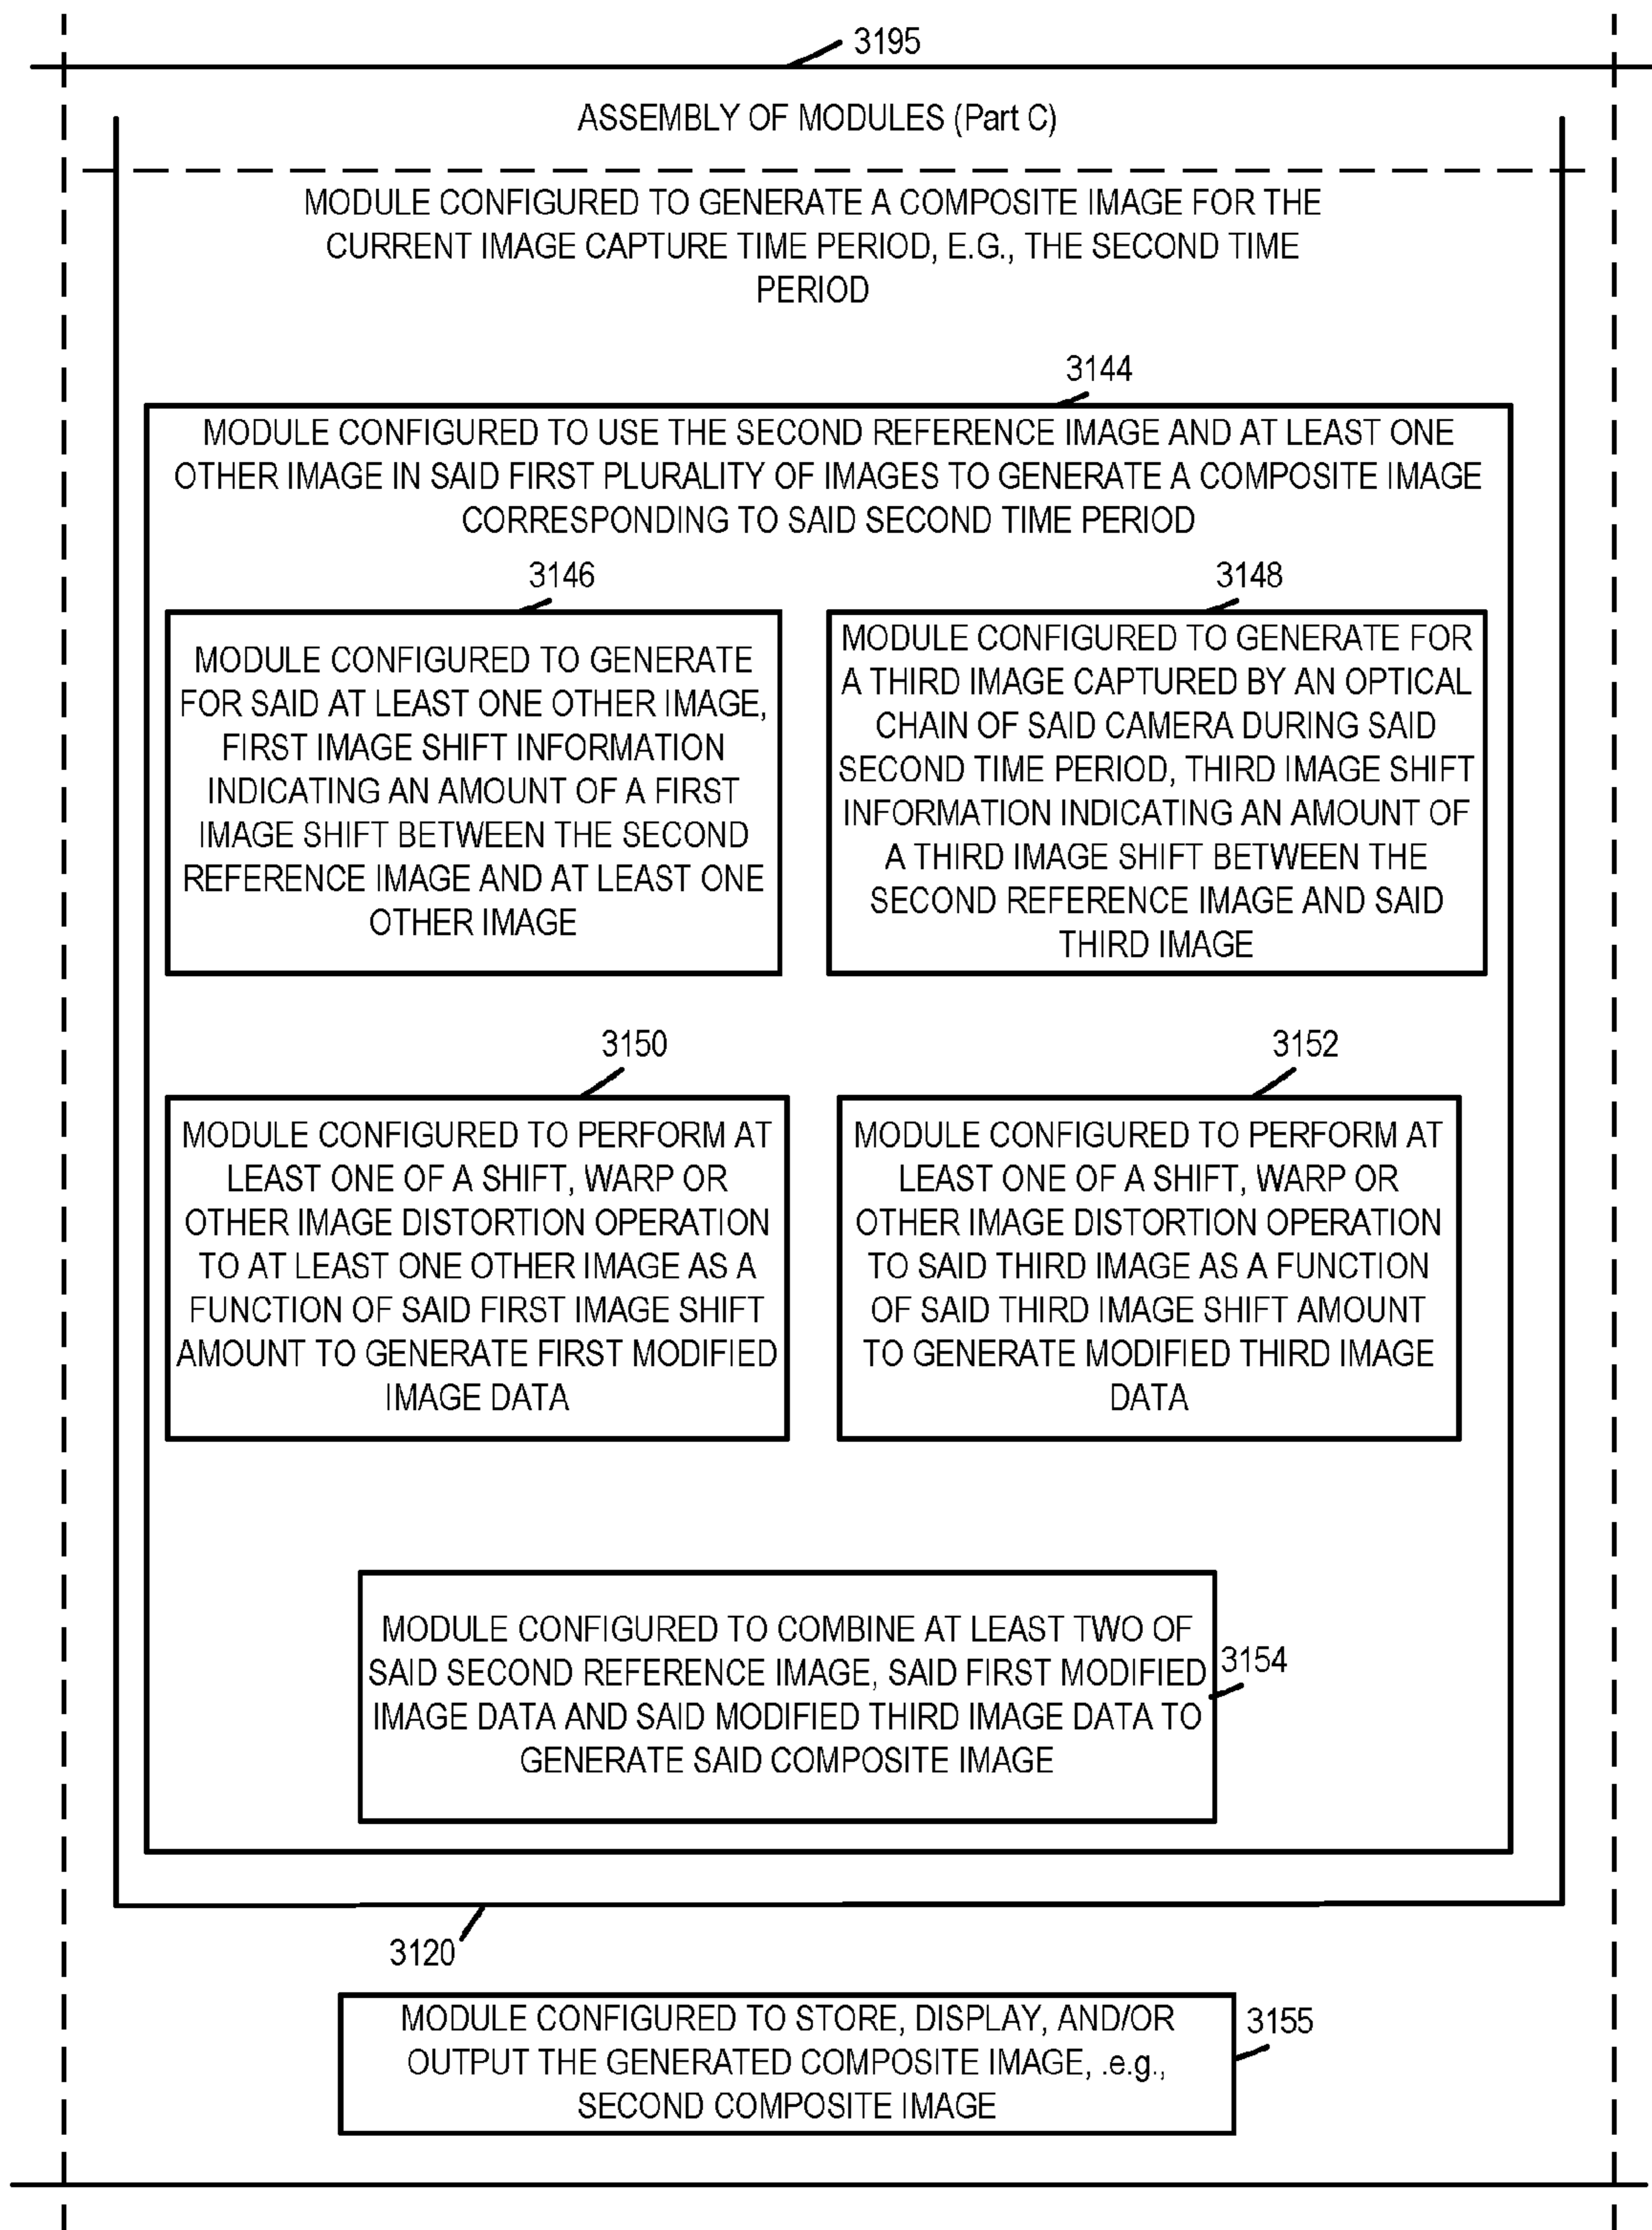 3195
ASSEMBLY OF MODULES (Part C)
MODULE CONFIGURED TO GENERATE A COMPOSITE IMAGE FOR THE
CURRENT IMAGE CAPTURE TIME PERIOD, E.G., THE SECOND TIME
PERIOD
3144
MODULE CONFIGURED TO USE THE SECOND REFERENCE IMAGE AND AT LEAST ONE
OTHER IMAGE IN SAID FIRST PLURALITY OF IMAGES TO GENERATE A COMPOSITE IMAGE
CORRESPONDING TO SAID SECOND TIME PERIOD
3146
MODULE CONFIGURED TO GENERATE
FOR SAID AT LEAST ONE OTHER IMAGE,
FIRST IMAGE SHIFT INFORMATION
INDICATING AN AMOUNT OF A FIRST
IMAGE SHIFT BETWEEN THE SECOND
REFERENCE IMAGE AND AT LEAST ONE
OTHER IMAGE
3148
MODULE CONFIGURED TO GENERATE FOR
A THIRD IMAGE CAPTURED BY AN OPTICAL
CHAIN OF SAID CAMERA DURING SAID
SECOND TIME PERIOD, THIRD IMAGE SHIFT
INFORMATION INDICATING AN AMOUNT OF
A THIRD IMAGE SHIFT BETWEEN THE
SECOND REFERENCE IMAGE AND SAID
THIRD IMAGE
3150
MODULE CONFIGURED TO PERFORM AT
LEAST ONE OF A SHIFT, WARP OR
OTHER IMAGE DISTORTION OPERATION
TO AT LEAST ONE OTHER IMAGE AS A
FUNCTION OF SAID FIRST IMAGE SHIFT
AMOUNT TO GENERATE FIRST MODIFIED
IMAGE DATA
3152
MODULE CONFIGURED TO PERFORM AT
LEAST ONE OF A SHIFT, WARP OR
OTHER IMAGE DISTORTION OPERATION
TO SAID THIRD IMAGE AS A FUNCTION
OF SAID THIRD IMAGE SHIFT AMOUNT
TO GENERATE MODIFIED THIRD IMAGE
DATA
MODULE CONFIGURED TO COMBINE AT LEAST TWO OF
SAID SECOND REFERENCE IMAGE, SAID FIRST MODIFIED
IMAGE DATA AND SAID MODIFIED THIRD IMAGE DATA TO
GENERATE SAID COMPOSITE IMAGE
3154
3120
MODULE CONFIGURED TO STORE, DISPLAY, AND/OR
OUTPUT THE GENERATED COMPOSITE IMAGE, .e.g.,
SECOND COMPOSITE IMAGE
3155